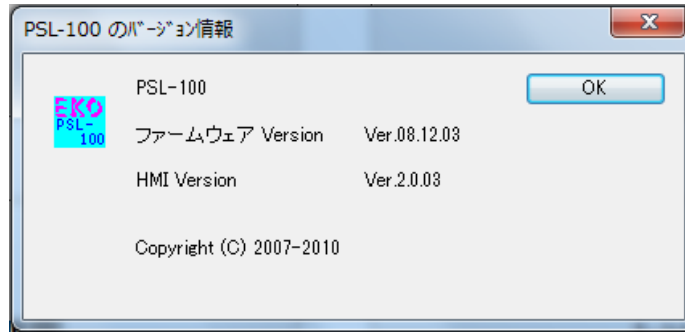 PSL-100 のﾊﾞｰｼﾞｮﾝ情報
EKO
PSL-
100
PSL-100
OK
ファームウェア Version Ver.08.12.03
HMI Version Ver.2.0.03
Copyright (C) 2007-2010